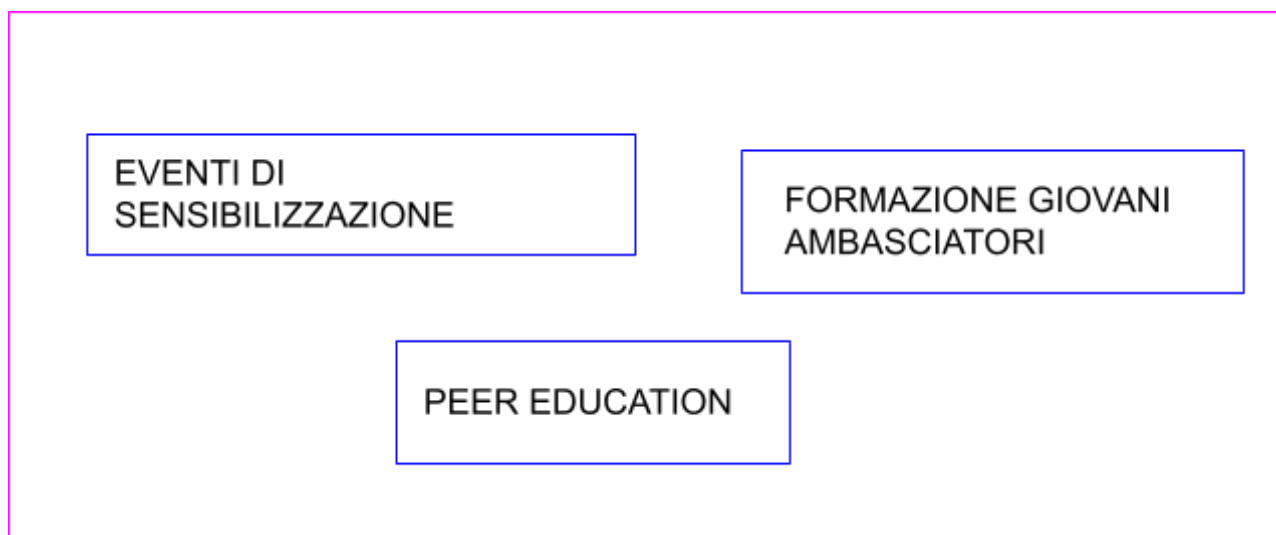 EVENTI DI
SENSIBILIZZAZIONE
FORMAZIONE GIOVANI
AMBASCIATORI
PEER EDUCATION